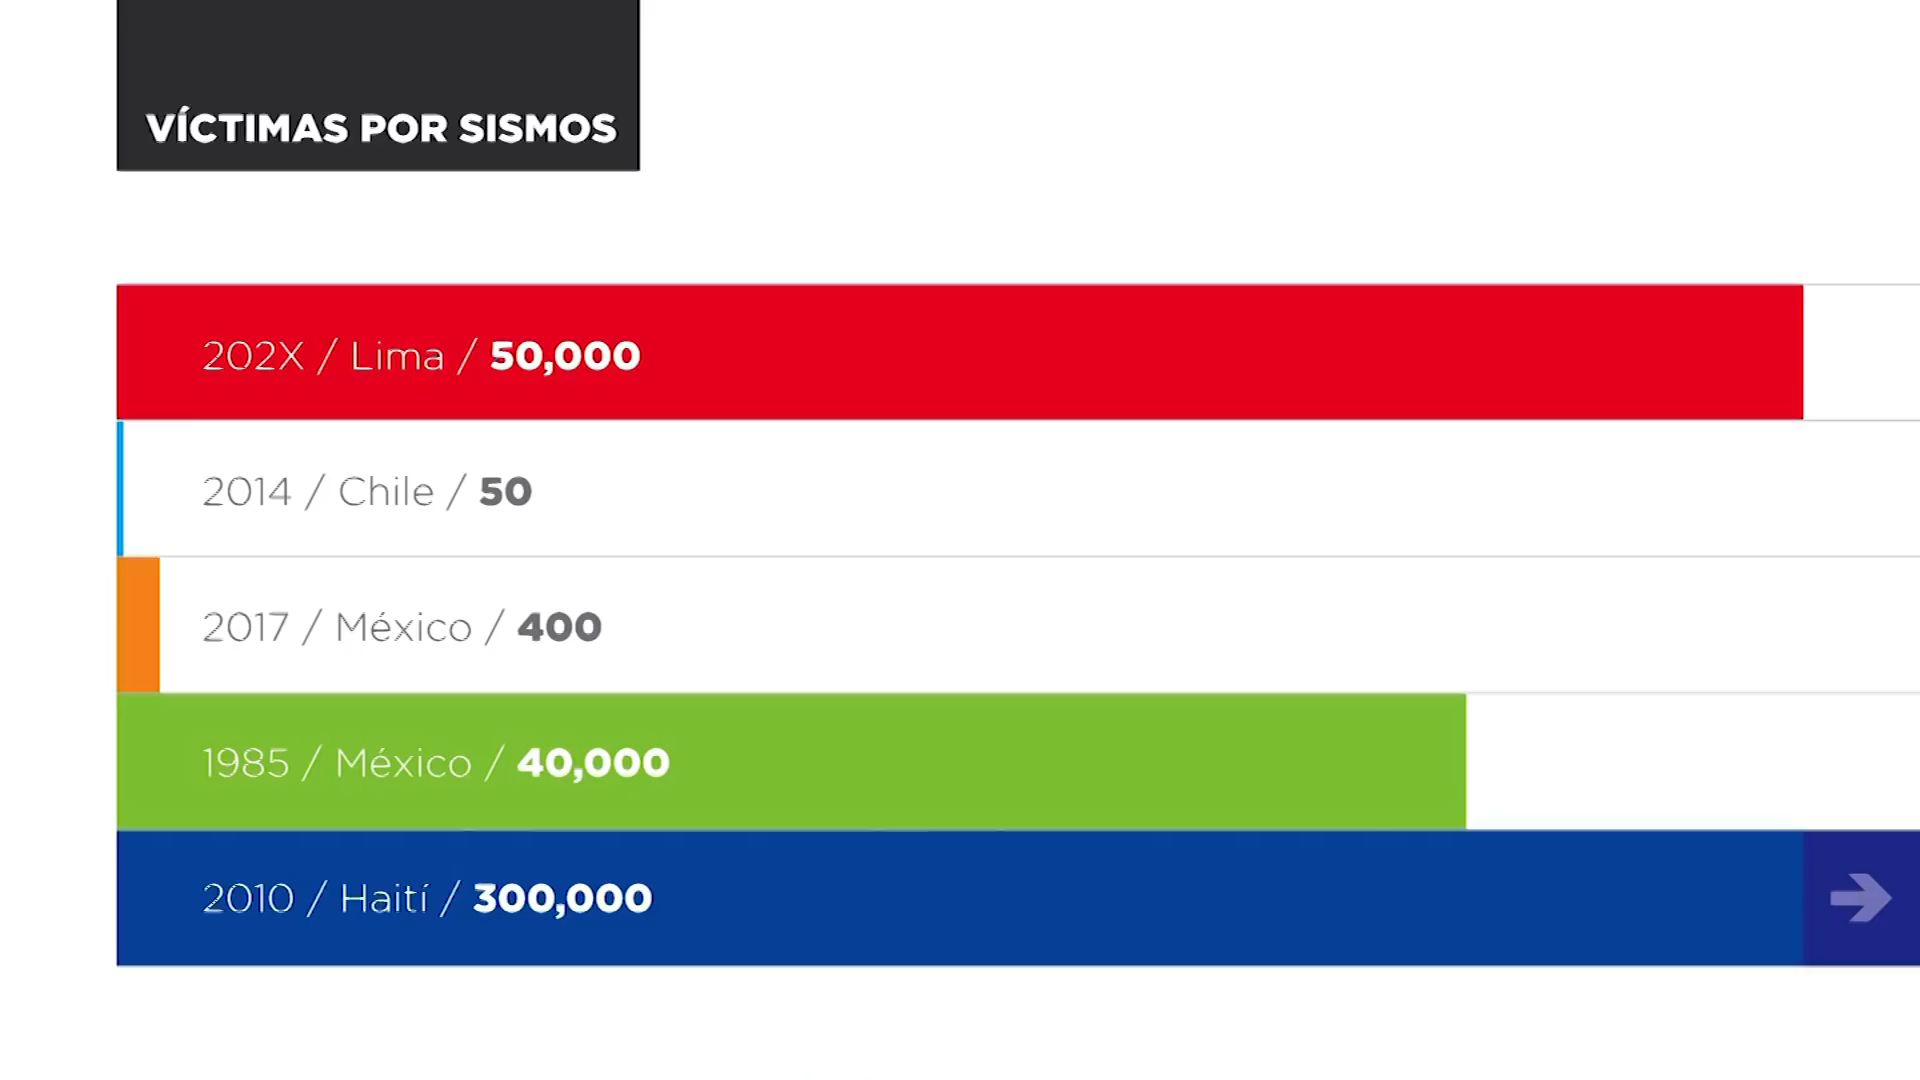 VÍCTIMAS POR SISMOS
202X / Lima / 50,000
2014 / Chile / 50
2017 / México / 400
1985 / México / 40,000
2010 / Haití / 300,000